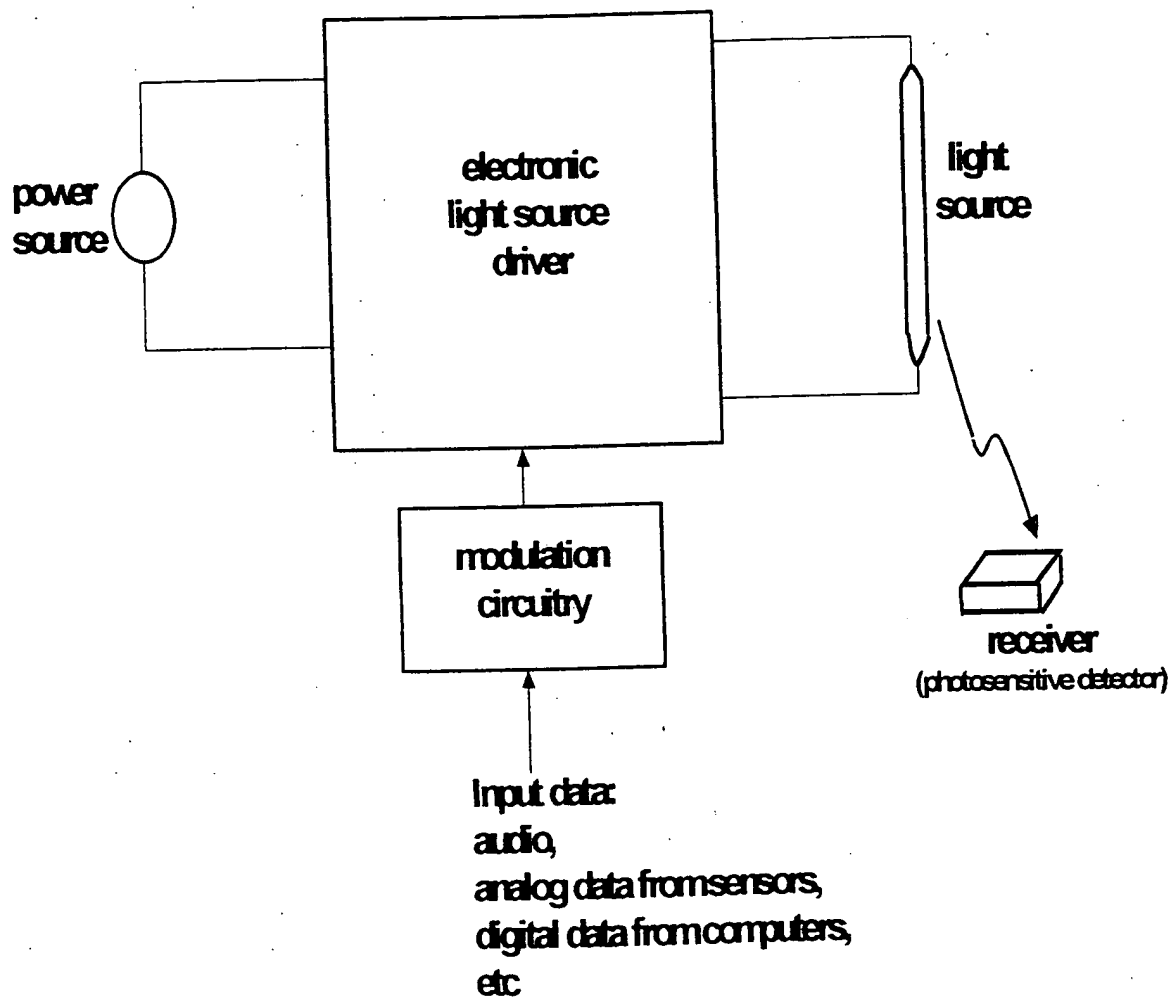 power
source
electronic
light source
driver
light
source
modulation
circuitry
receiver
(photosensitive detector)
Input data:
audio,
analog data from sensors,
digital data from computers,
etc